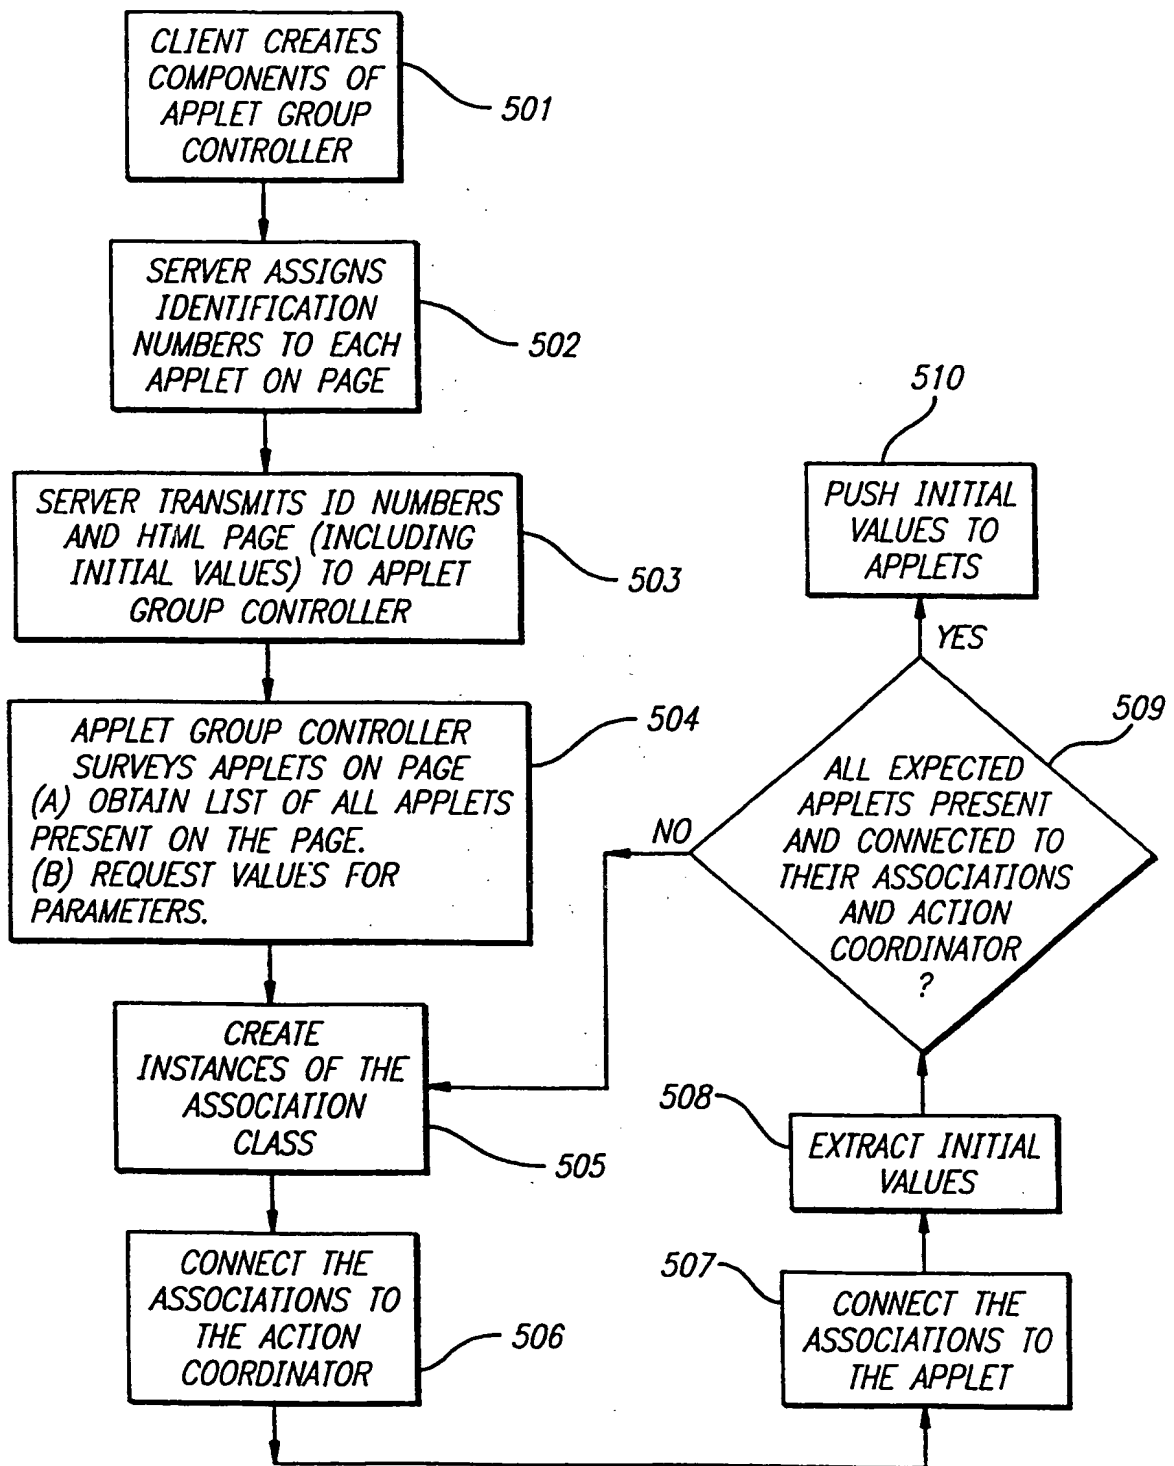 CLIENT CREATES
COMPONENTS OF
APPLET GROUP
CONTROLLER
501
SERVER ASSIGNS
IDENTIFICATION
NUMBERS TO EACH
APPLET ON PAGE
502
SERVER TRANSMITS ID NUMBERS
AND HTML PAGE (INCLUDING
INITIAL VALUES) TO APPLET
GROUP CONTROLLER
503
APPLET GROUP CONTROLLER
SURVEYS APPLETS ON PAGE
(A) OBTAIN LIST OF ALL APPLETS
PRESENT ON THE PAGE.
(B) REQUEST VALUES FOR
PARAMETERS.
504
CREATE
INSTANCES OF THE
ASSOCIATION
CLASS
505
CONNECT THE
ASSOCIATIONS TO
THE ACTION
COORDINATOR
506
507
CONNECT THE
ASSOCIATIONS TO
THE APPLET
508
EXTRACT INITIAL
VALUES
509
ALL EXPECTED
APPLETS PRESENT
AND CONNECTED TO
THEIR ASSOCIATIONS
AND ACTION
COORDINATOR
?
NO
YES
510
PUSH INITIAL
VALUES TO
APPLETS